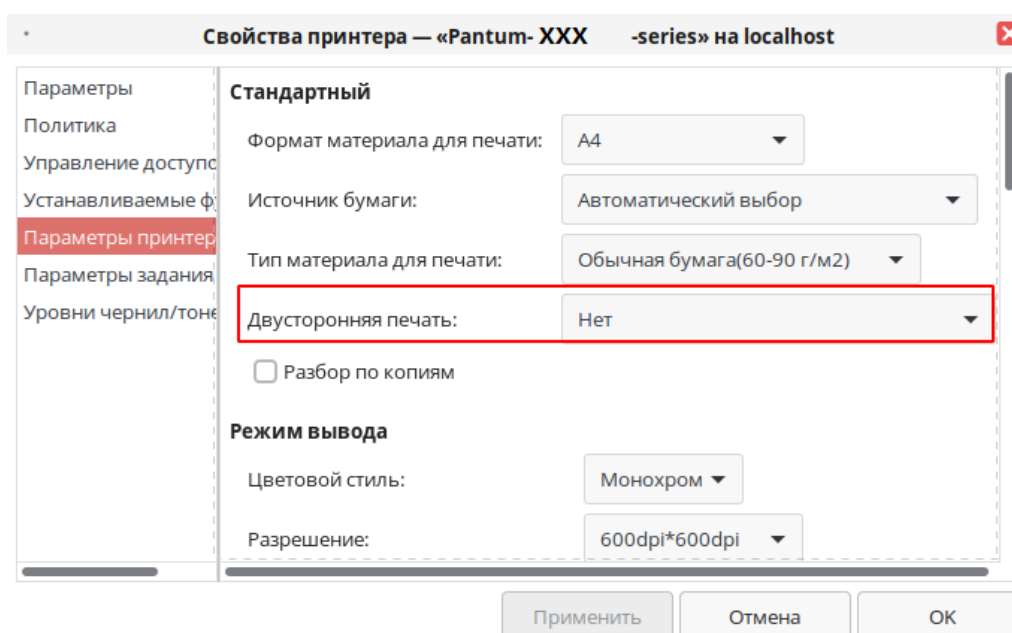 Свойства принтера — «Pantum- XXX -series» на localhost
Параметры
Политика
Управление доступо
Устанавливаемые ф
Параметры принтер
Параметры задания
Уровни чернил/тоне
Стандартный
Формат материала для печати: A4
Источник бумаги: Автоматический выбор
Тип материала для печати: Обычная бумага(60-90 г/м2)
Двусторонняя печать: Нет
Разбор по копиям
Режим вывода
Цветовой стиль: Монохром
Разрешение: 600dpi*600dpi
Применить Отмена OK